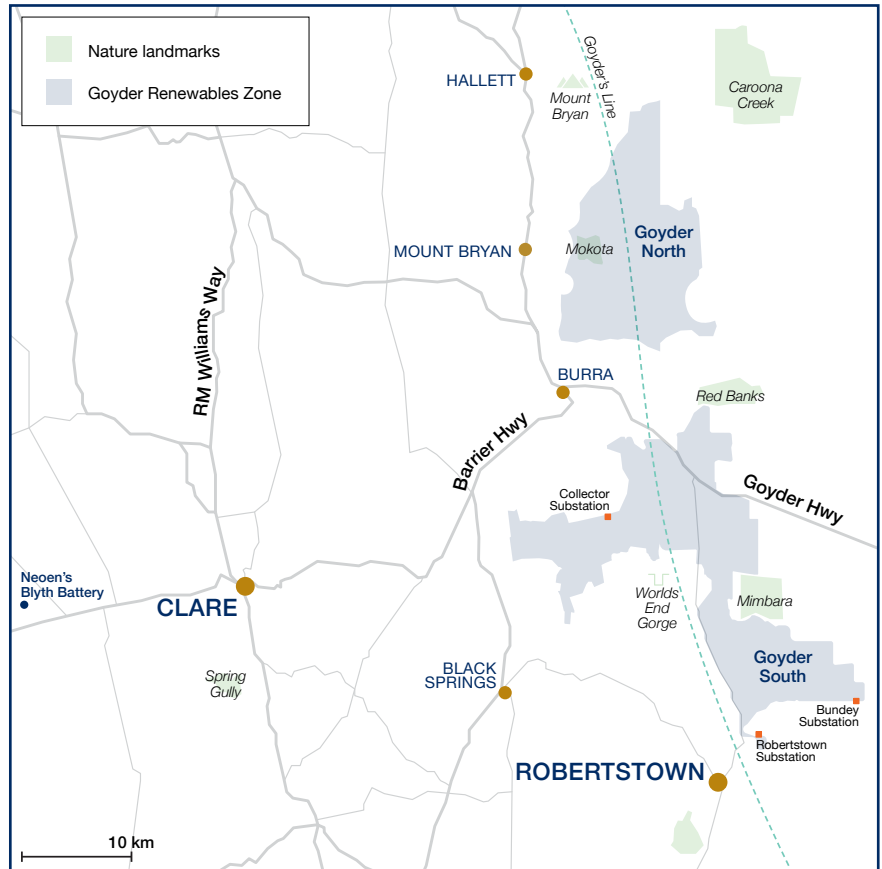 Nature landmarks
Goyder Renewables Zone
HALLETT
Mount
Bryan
Goyder's Line
Caroona
Creek
MOUNT BRYAN
Mokota
Goyder
North
RM Williams Way
BURRA
Red Banks
Barrier Hwy
Collector
Substation
Goyder Hwy
Neoen's
Blyth Battery
CLARE
Worlds
End
Gorge
Mimbara
Spring
Gully
BLACK
SPRINGS
Goyder
South
Bundey
Substation
Robertstown
Substation
ROBERTSTOWN
10 km